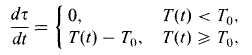 dτ/dt = { 0, T(t) < T₀,
T(t) − T₀, T(t) ⩾ T₀,